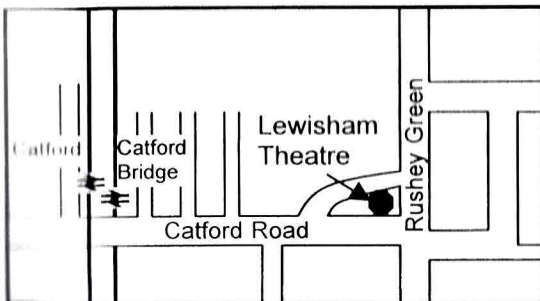 Catford
Catford
Bridge
Lewisham
Theatre
Rushey Green
Catford Road